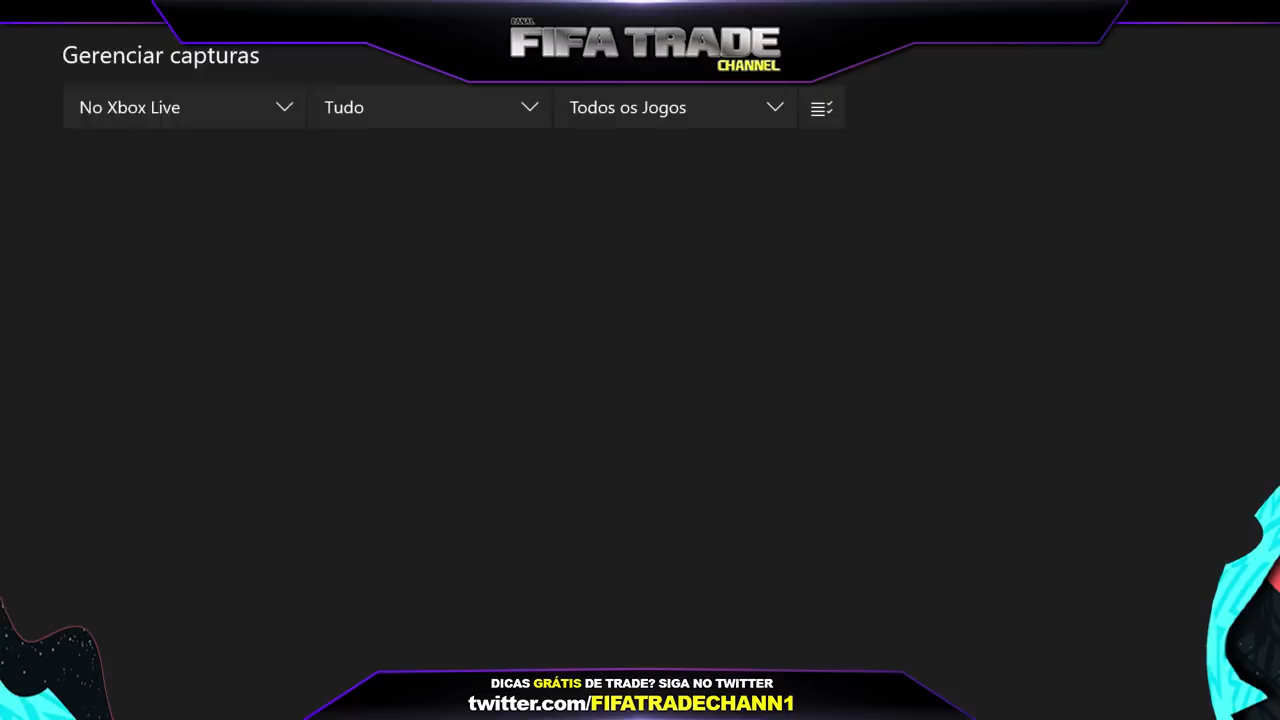 CANAL
FIFA TRADE
CHANNEL
Gerenciar capturas
No Xbox Live
Tudo
Todos os Jogos
DICAS GRÁTIS DE TRADE? SIGA NO TWITTER
twitter.com/FIFATRADECHANN1